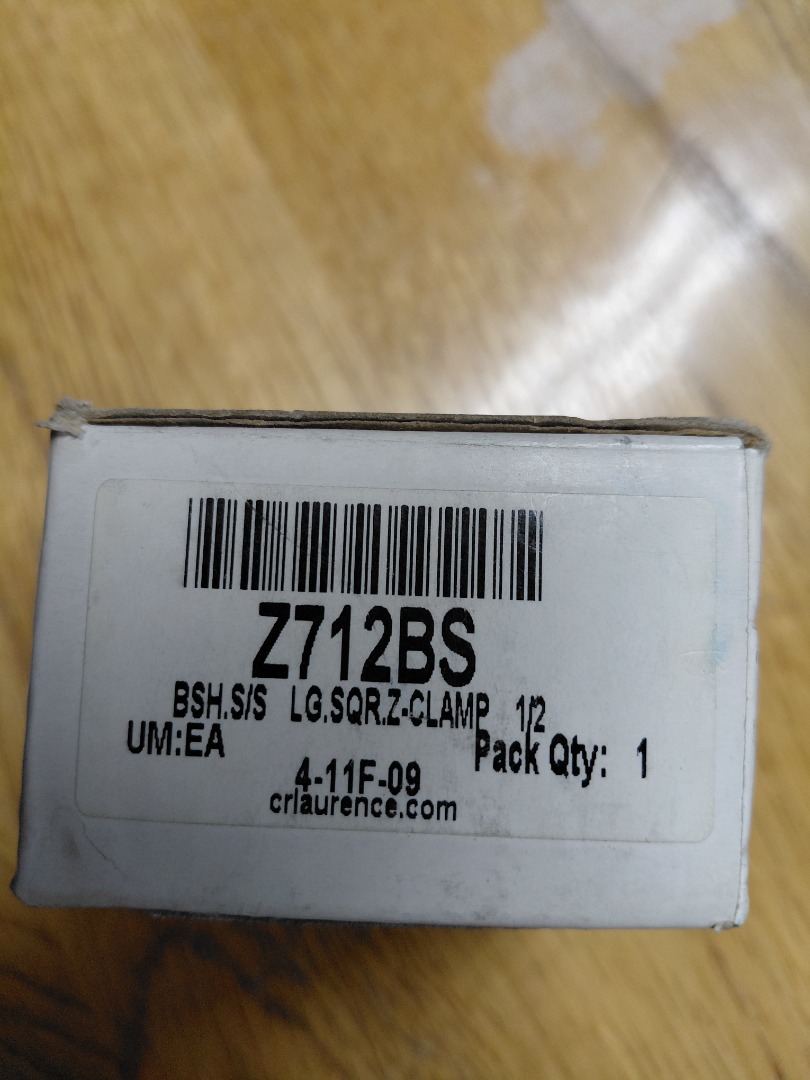 Z712BS
BSH.S/S LG.SQR.Z-CLAMP 1/2
UM:EA Pack Qty: 1
4-11F-09
crlaurence.com